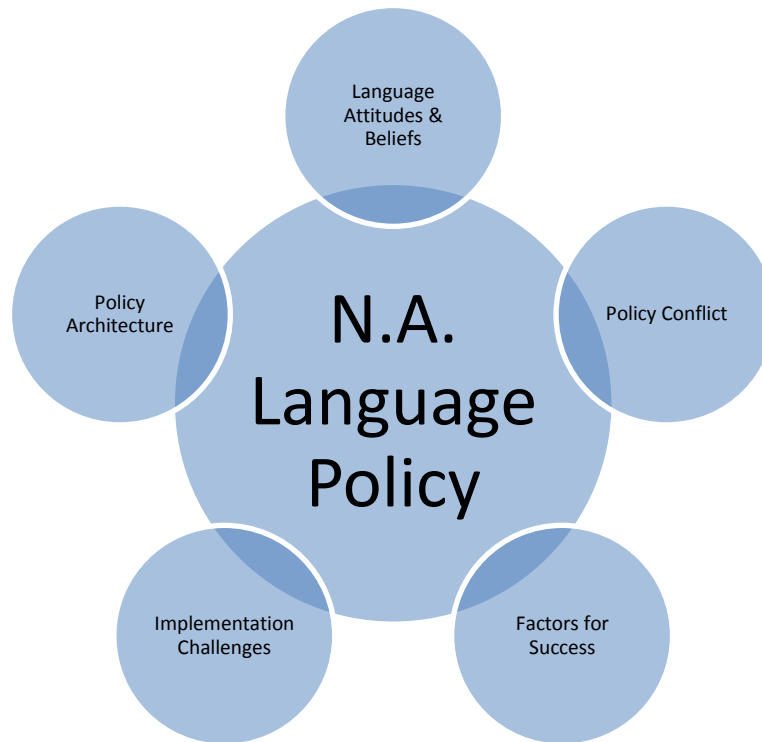 Language
Attitudes &
Beliefs
Policy
Architecture
N.A.
Language
Policy
Policy Conflict
Implementation
Challenges
Factors for
Success